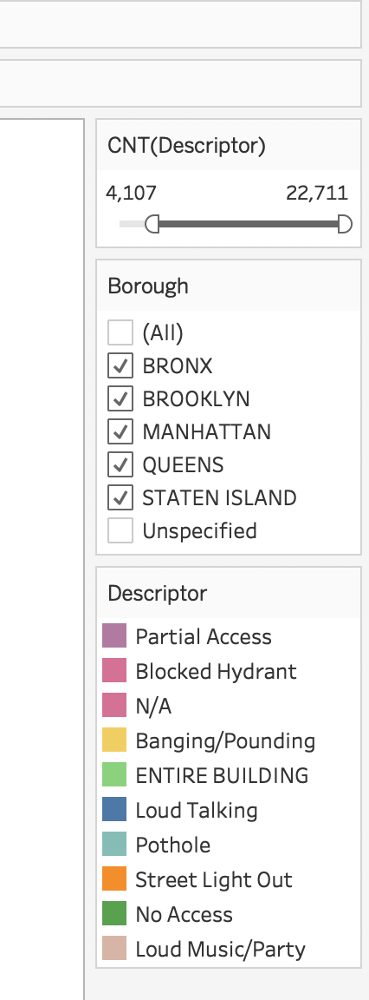 CNT(Descriptor)
4,107 22,711
Borough
(All)
BRONX
BROOKLYN
MANHATTAN
QUEENS
STATEN ISLAND
Unspecified
Descriptor
Partial Access
Blocked Hydrant
N/A
Banging/Pounding
ENTIRE BUILDING
Loud Talking
Pothole
Street Light Out
No Access
Loud Music/Party